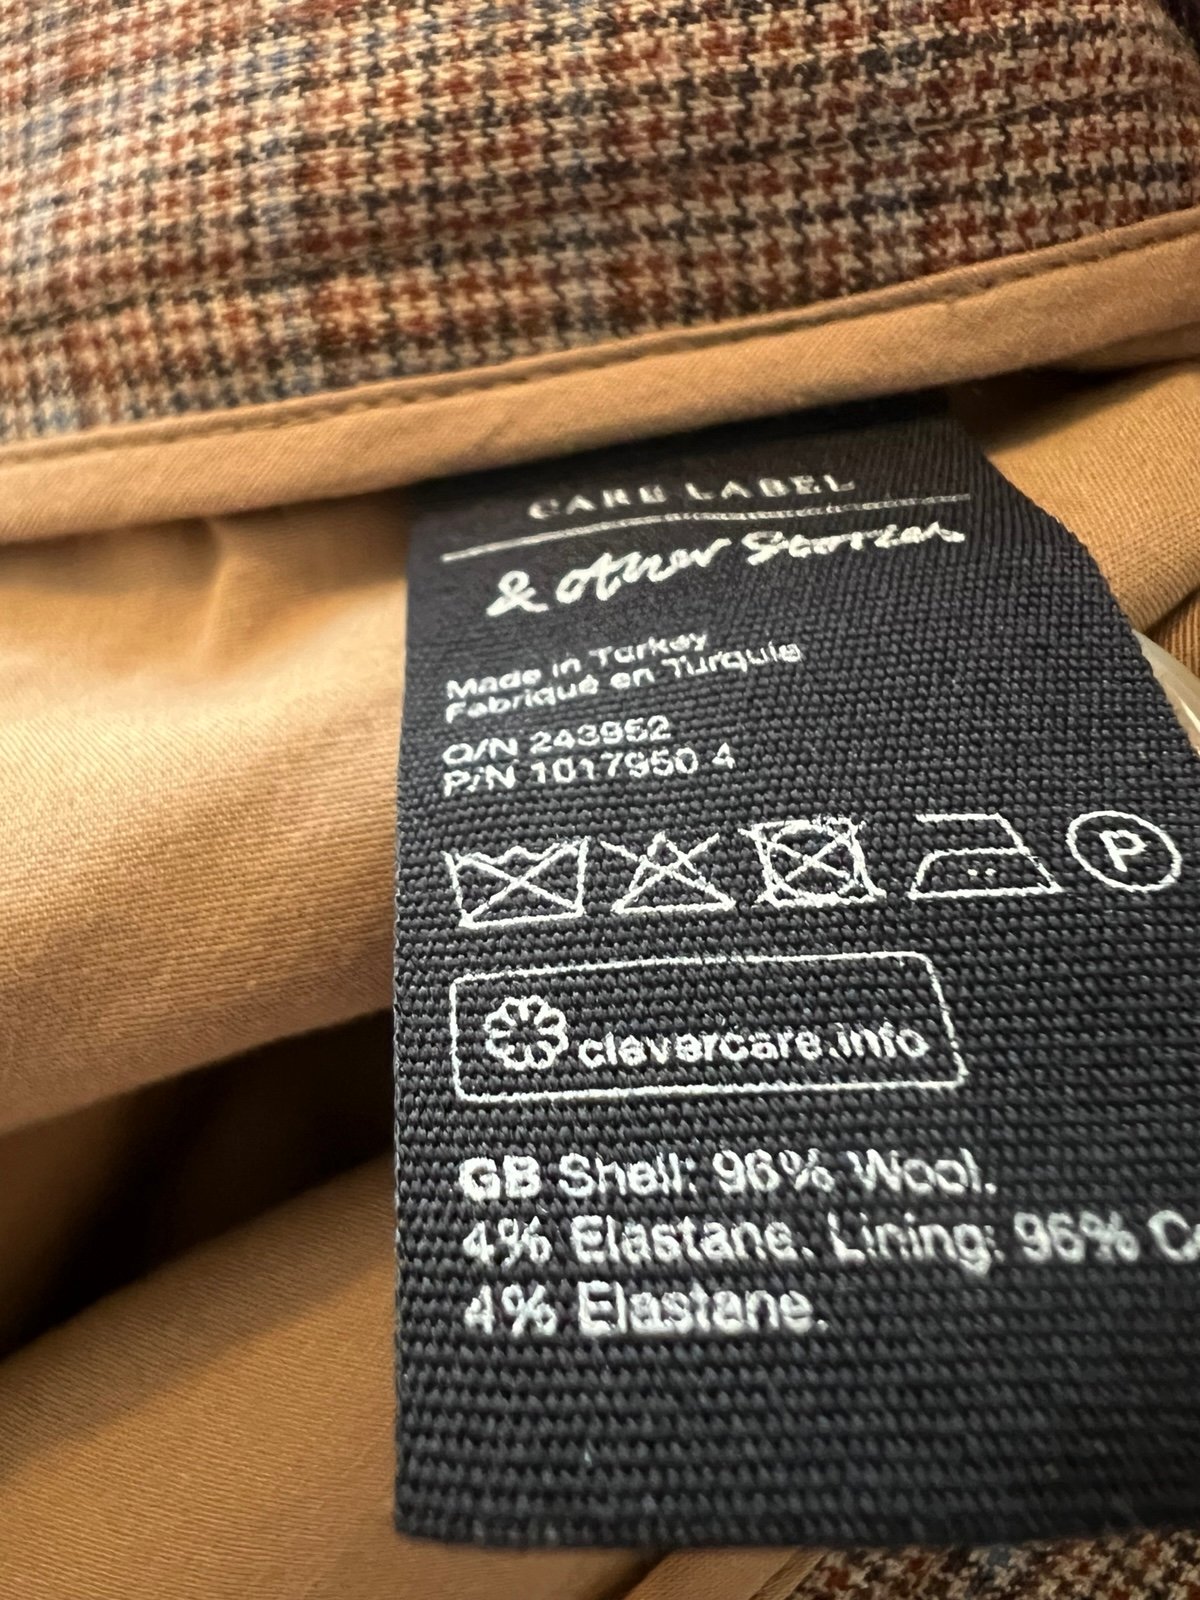 CARE LABEL
& other Stories
Made in Turkey
Fabriqué en Turquie
O/N 243952
P/N 1017950 4
P
clevercare.info
GB Shell: 96% Wool.
4% Elastane. Lining: 96%
4% Elastane.